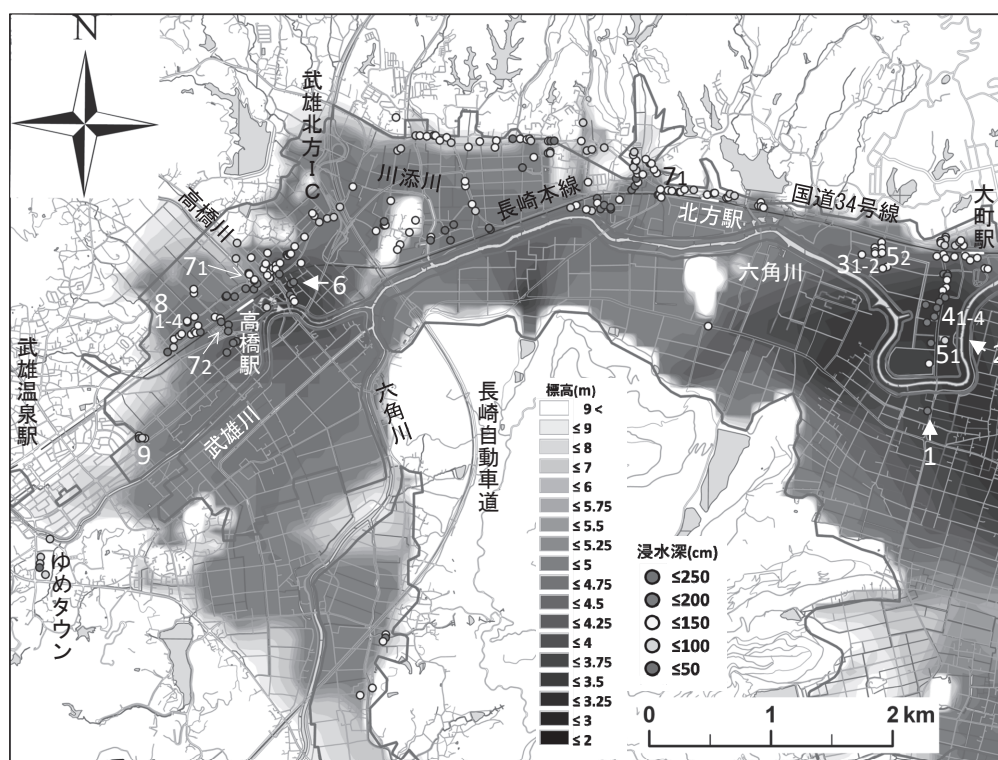 N
武雄北方IC
高橋川
川添川
長崎本線
71
北方駅
国道34号線
大町駅
71
6
六角川
31-2
52
8
1-4
72
高橋駅
41-4
51
2
武雄温泉駅
武雄川
六角川
長崎自動車道
9
1
ゆめタウン
標高(m)
9 <
≤ 9
≤ 8
≤ 7
≤ 6
≤ 5.75
≤ 5.5
≤ 5.25
≤ 5
≤ 4.75
≤ 4.5
≤ 4.25
≤ 4
≤ 3.75
≤ 3.5
≤ 3.25
≤ 3
≤ 2
浸水深(cm)
≤250
≤200
≤150
≤100
≤50
0 1 2 km